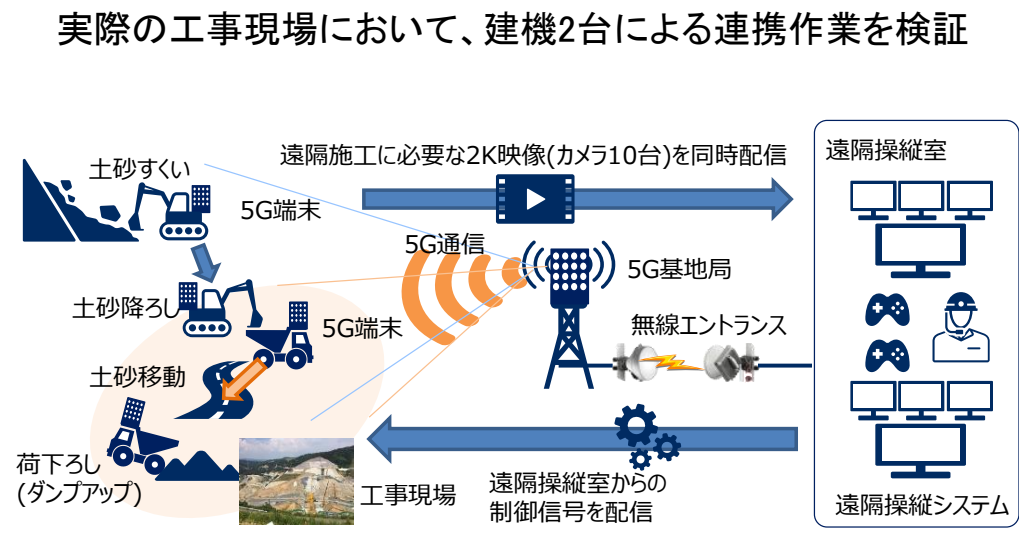 実際の工事現場において、建機2台による連携作業を検証
土砂すくい
5G端末
遠隔施工に必要な2K映像(カメラ10台)を同時配信
遠隔操縦室
5G通信
5G基地局
土砂降ろし
5G端末
無線エントランス
土砂移動
荷下ろし
(ダンプアップ)
工事現場
遠隔操縦室からの
制御信号を配信
遠隔操縦システム